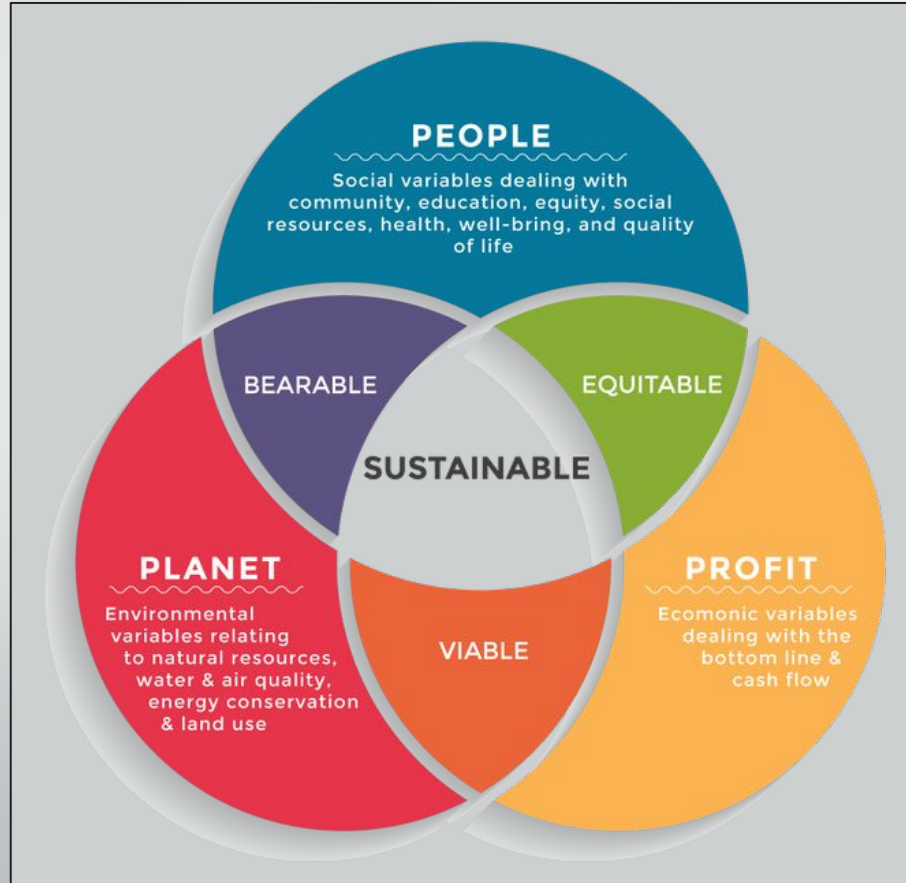 PEOPLE
Social variables dealing with
community, education, equity, social
resources, health, well-bring, and quality
of life
BEARABLE
EQUITABLE
SUSTAINABLE
PLANET
Environmental
variables relating
to natural resources,
water & air quality,
energy conservation
& land use
PROFIT
Ecomonic variables
dealing with the
bottom line &
cash flow
VIABLE